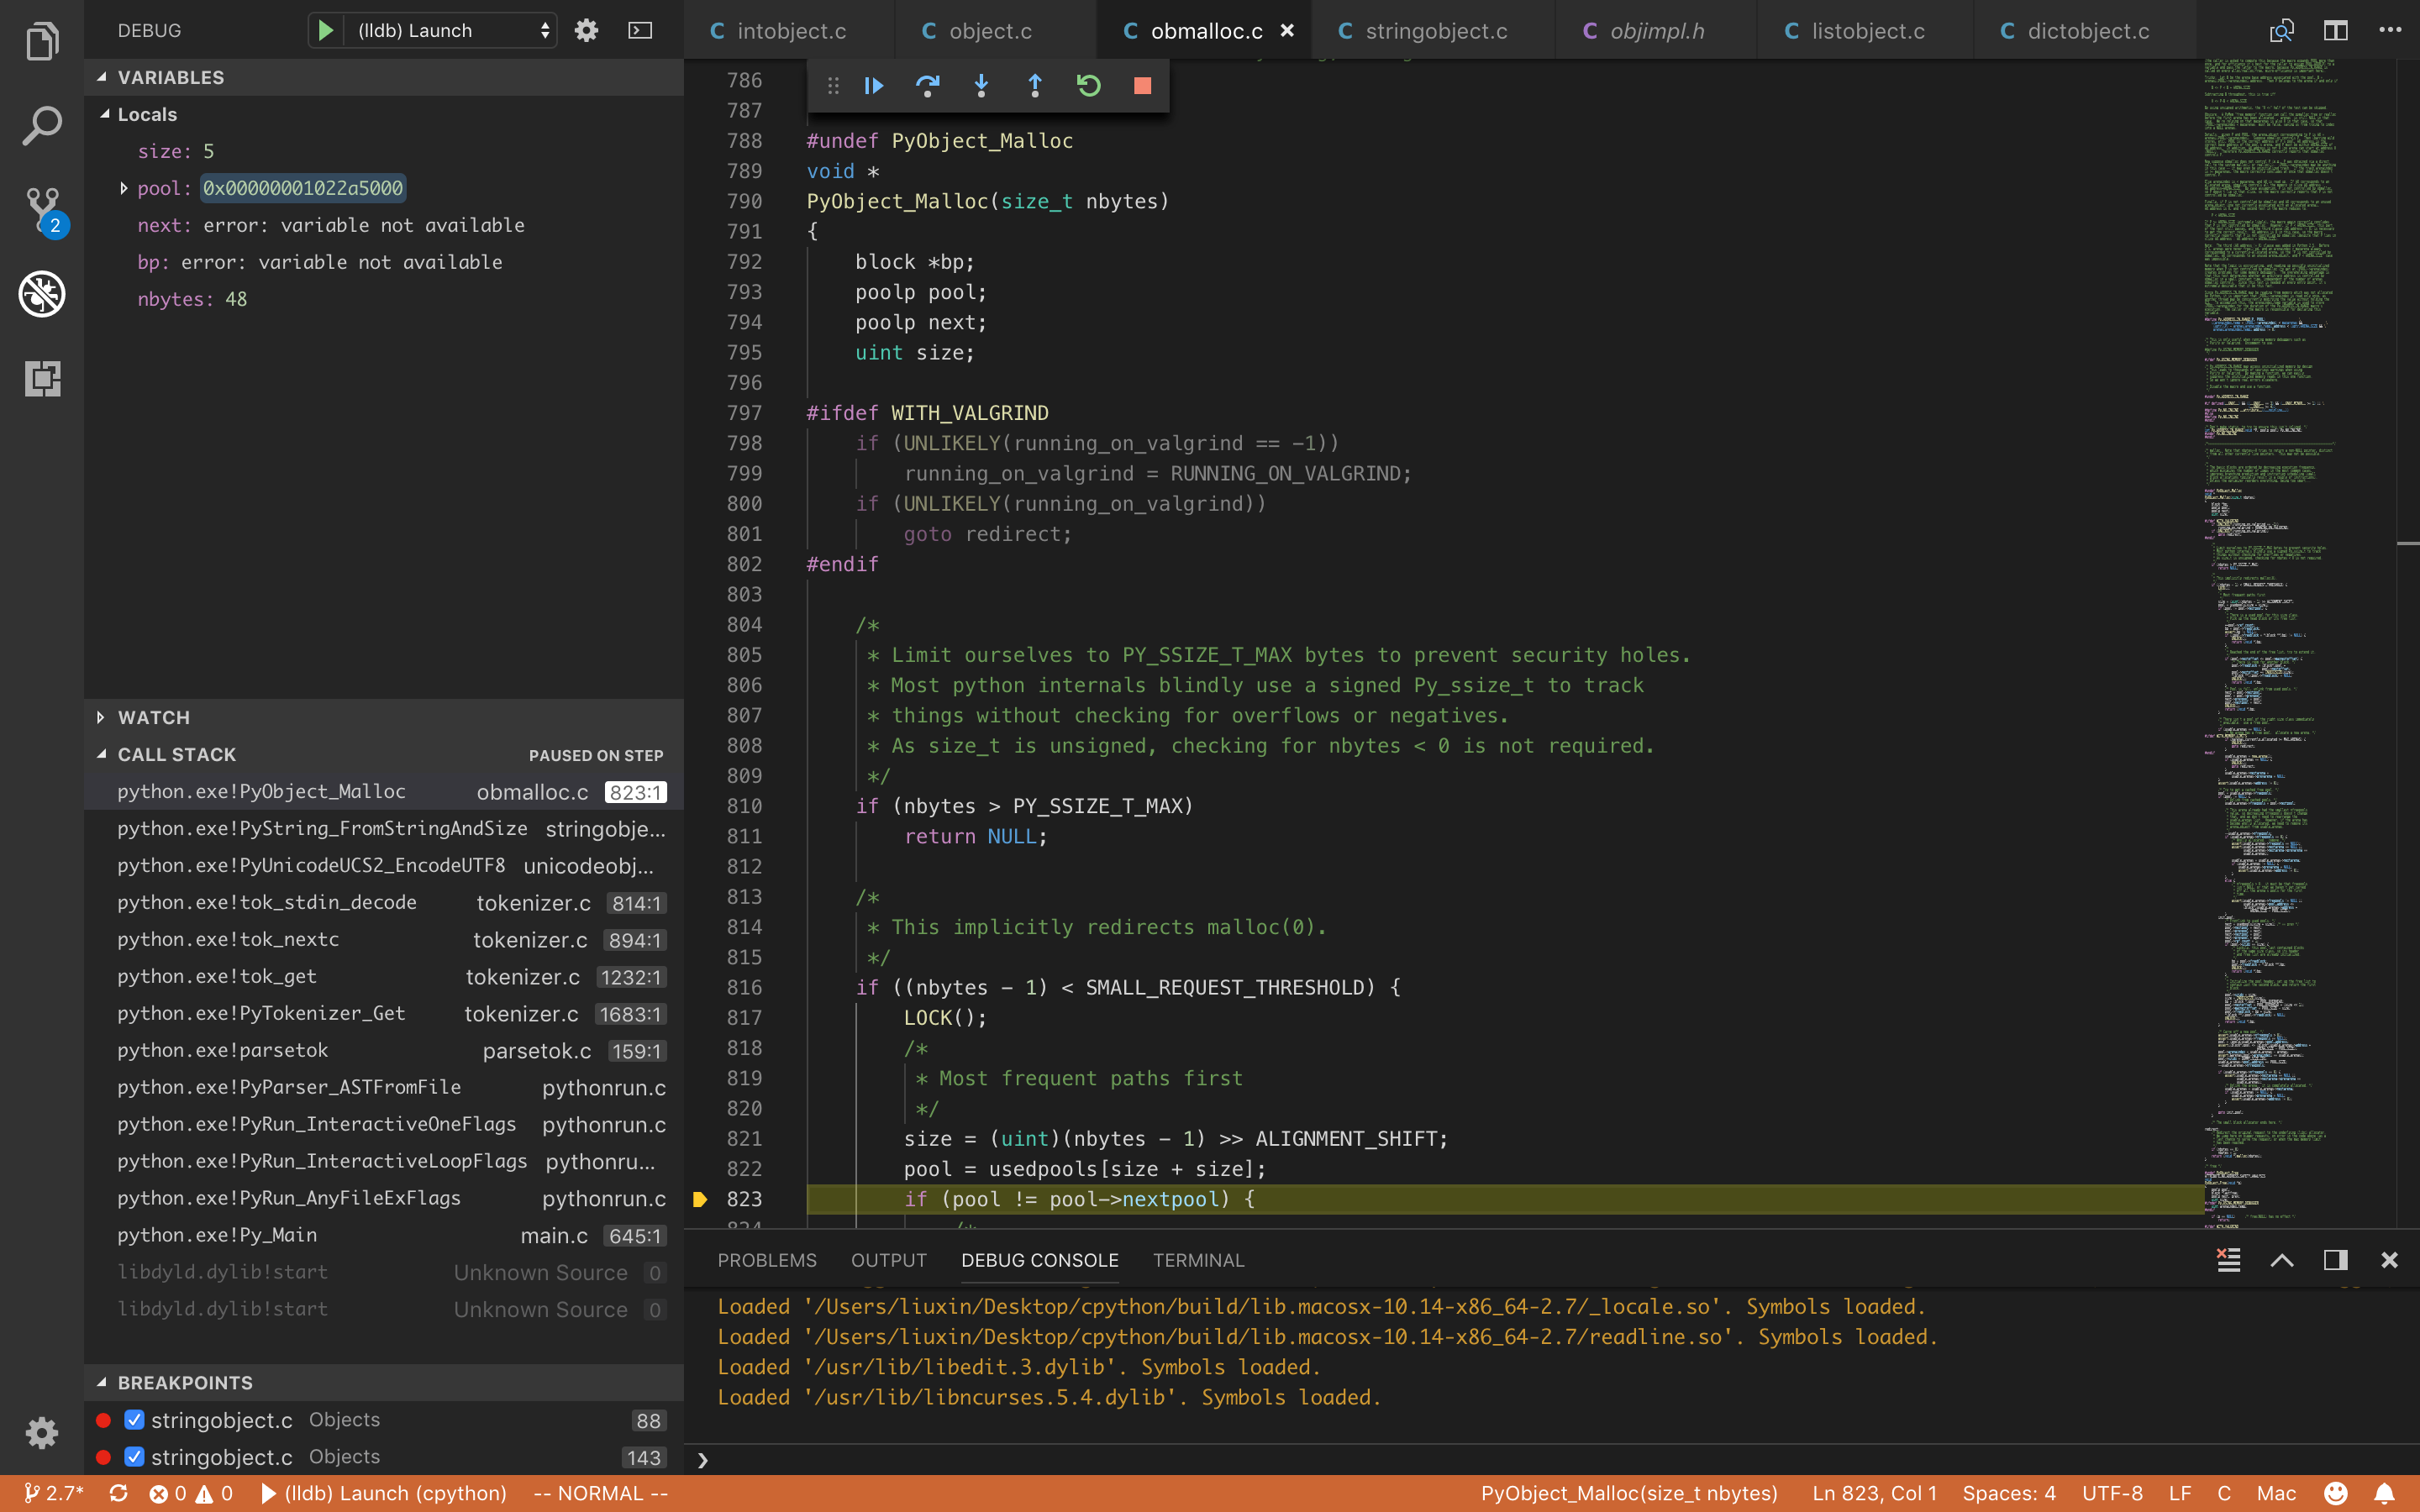 DEBUG
(lldb) Launch
VARIABLES
Locals
size: 5
pool: 0x00000001022a5000
next: error: variable not available
bp: error: variable not available
nbytes: 48
WATCH
CALL STACK PAUSED ON STEP
python.exe!PyObject_Malloc obmalloc.c 823:1
python.exe!PyString_FromStringAndSize stringobje...
python.exe!PyUnicodeUCS2_EncodeUTF8 unicodeobj...
python.exe!tok_stdin_decode tokenizer.c 814:1
python.exe!tok_nextc tokenizer.c 894:1
python.exe!tok_get tokenizer.c 1232:1
python.exe!PyTokenizer_Get tokenizer.c 1683:1
python.exe!parsetok parsetok.c 159:1
python.exe!PyParser_ASTFromFile pythonrun.c
python.exe!PyRun_InteractiveOneFlags pythonrun.c
python.exe!PyRun_InteractiveLoopFlags pythonru...
python.exe!PyRun_AnyFileExFlags pythonrun.c
python.exe!Py_Main main.c 645:1
libdyld.dylib!start Unknown Source 0
libdyld.dylib!start Unknown Source 0
BREAKPOINTS
stringobject.c Objects 88
stringobject.c Objects 143
2
C intobject.c C object.c C obmalloc.c C stringobject.c C objimpl.h C listobject.c C dictobject.c
786
787
788 #undef PyObject_Malloc
789 void *
790 PyObject_Malloc(size_t nbytes)
791 {
792 block *bp;
793 poolp pool;
794 poolp next;
795 uint size;
796
797 #ifdef WITH_VALGRIND
798 if (UNLIKELY(running_on_valgrind == -1))
799 running_on_valgrind = RUNNING_ON_VALGRIND;
800 if (UNLIKELY(running_on_valgrind))
801 goto redirect;
802 #endif
803
804 /*
805 * Limit ourselves to PY_SSIZE_T_MAX bytes to prevent security holes.
806 * Most python internals blindly use a signed Py_ssize_t to track
807 * things without checking for overflows or negatives.
808 * As size_t is unsigned, checking for nbytes < 0 is not required.
809 */
810 if (nbytes > PY_SSIZE_T_MAX)
811 return NULL;
812
813 /*
814 * This implicitly redirects malloc(0).
815 */
816 if ((nbytes - 1) < SMALL_REQUEST_THRESHOLD) {
817 LOCK();
818 /*
819 * Most frequent paths first
820 */
821 size = (uint)(nbytes - 1) >> ALIGNMENT_SHIFT;
822 pool = usedpools[size + size];
823 if (pool != pool->nextpool) {
824 /*
PROBLEMS OUTPUT DEBUG CONSOLE TERMINAL
Loaded '/Users/liuxin/Desktop/cpython/build/lib.macosx-10.14-x86_64-2.7/_locale.so'. Symbols loaded.
Loaded '/Users/liuxin/Desktop/cpython/build/lib.macosx-10.14-x86_64-2.7/readline.so'. Symbols loaded.
Loaded '/usr/lib/libedit.3.dylib'. Symbols loaded.
Loaded '/usr/lib/libncurses.5.4.dylib'. Symbols loaded.
2.7* 0 0 (lldb) Launch (cpython) -- NORMAL -- PyObject_Malloc(size_t nbytes) Ln 823, Col 1 Spaces: 4 UTF-8 LF C Mac